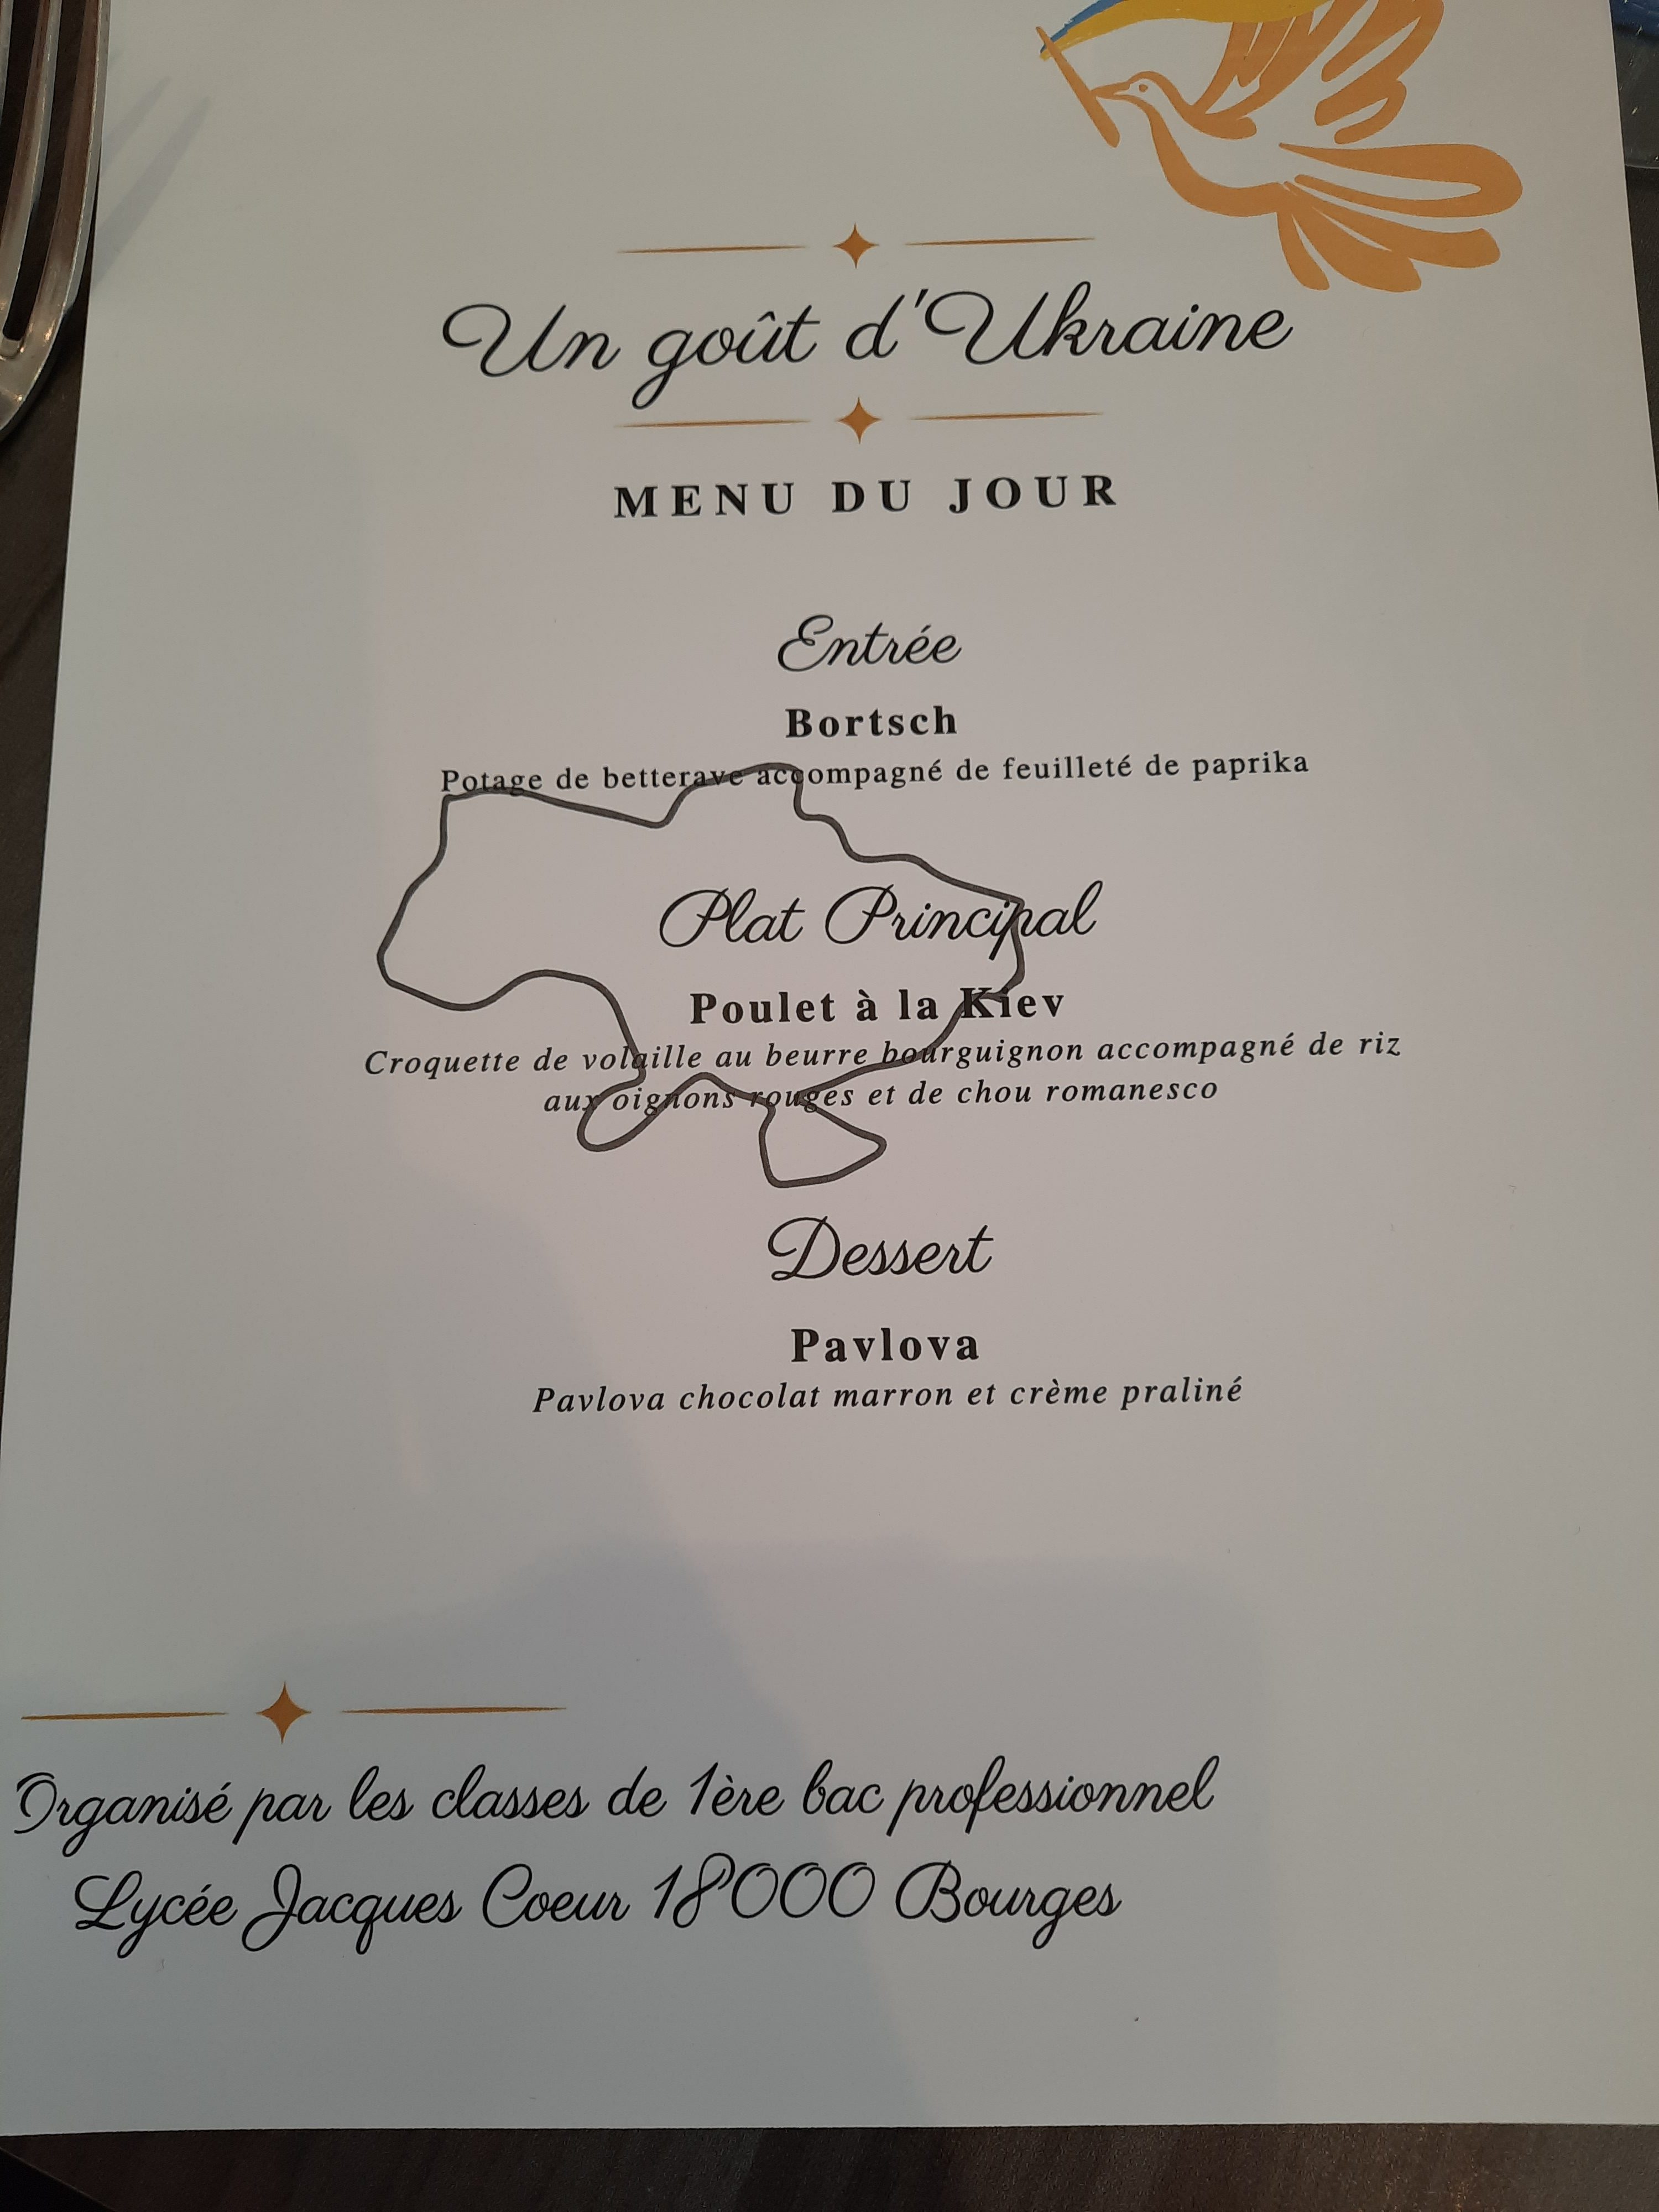 Un goût d'Ukraine
MENU DU JOUR
Entrée
Bortsch
Potage de betterave accompagné de feuilleté de paprika
Plat Principal
Poulet à la Kiev
Croquette de volaille au beurre bourguignon accompagné de riz
aux oignons rouges et de chou romanesco
Dessert
Pavlova
Pavlova chocolat marron et crème praliné
Organisé par les classes de 1ère bac professionnel
Lycée Jacques Coeur 18000 Bourges